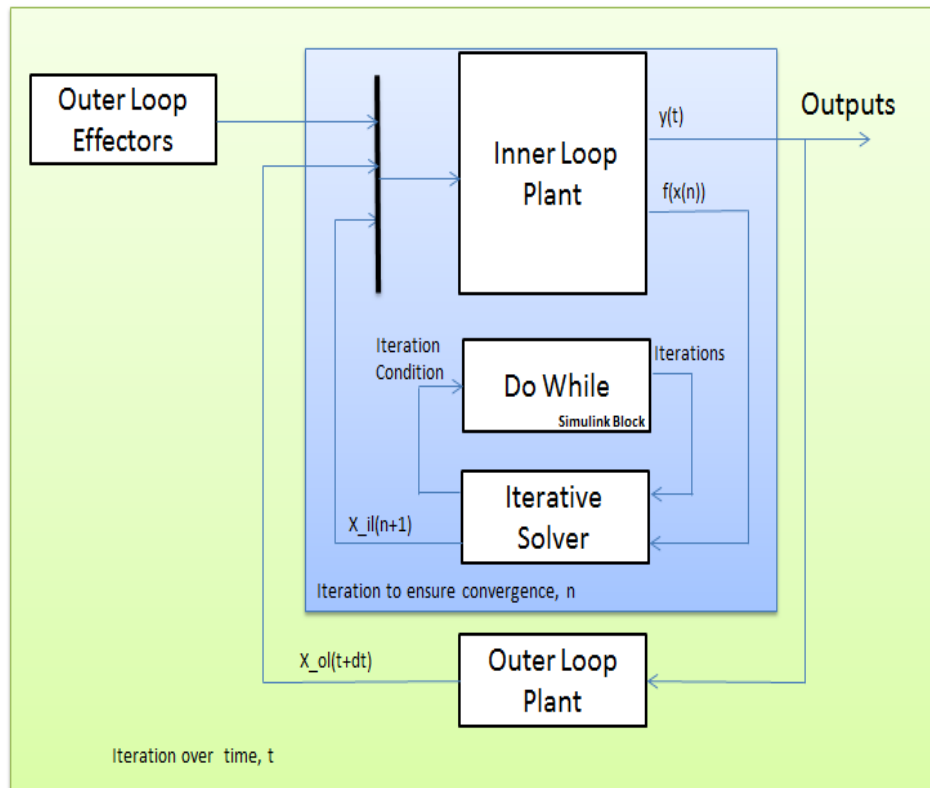 Outer Loop
Effectors
Inner Loop
Plant
y(t)
Outputs
f(x(n))
Iteration
Condition
Do While
Simulink Block
Iterations
Iterative
Solver
X_il(n+1)
Iteration to ensure convergence, n
X_ol(t+dt)
Outer Loop
Plant
Iteration over time, t